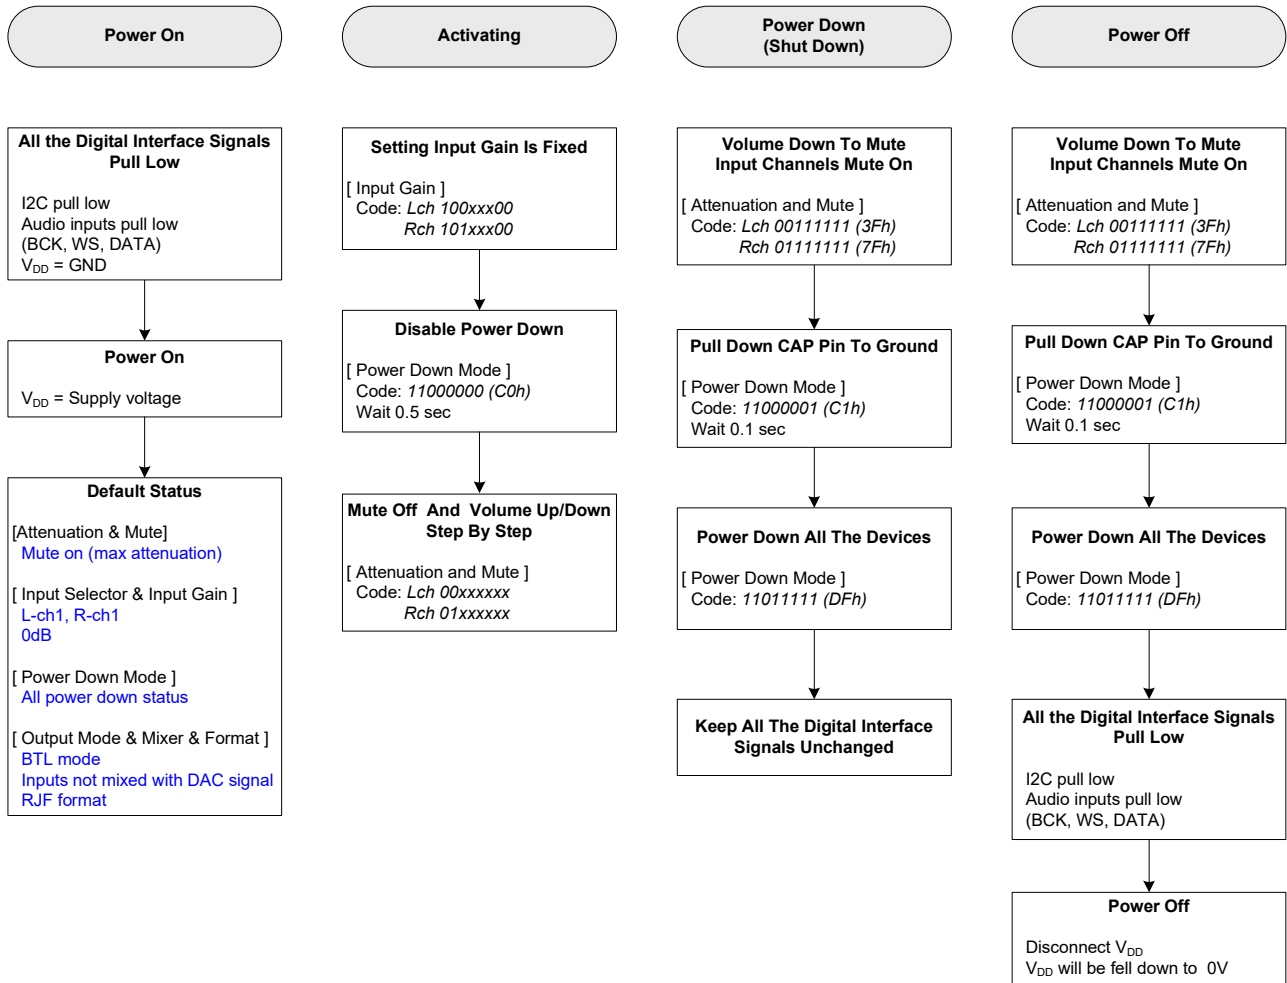 Power On
All the Digital Interface Signals
Pull Low
I2C pull low
Audio inputs pull low
(BCK, WS, DATA)
VDD = GND
Power On
VDD = Supply voltage
Default Status
[Attenuation & Mute]
Mute on (max attenuation)
[ Input Selector & Input Gain ]
L-ch1, R-ch1
0dB
[ Power Down Mode ]
All power down status
[ Output Mode & Mixer & Format ]
BTL mode
Inputs not mixed with DAC signal
RJF format
Activating
Setting Input Gain Is Fixed
[ Input Gain ]
Code: Lch 100xxx00
Rch 101xxx00
Disable Power Down
[ Power Down Mode ]
Code: 11000000 (C0h)
Wait 0.5 sec
Mute Off And Volume Up/Down
Step By Step
[ Attenuation and Mute ]
Code: Lch 00xxxxxx
Rch 01xxxxxx
Power Down
(Shut Down)
Volume Down To Mute
Input Channels Mute On
[ Attenuation and Mute ]
Code: Lch 00111111 (3Fh)
Rch 01111111 (7Fh)
Pull Down CAP Pin To Ground
[ Power Down Mode ]
Code: 11000001 (C1h)
Wait 0.1 sec
Power Down All The Devices
[ Power Down Mode ]
Code: 11011111 (DFh)
Keep All The Digital Interface
Signals Unchanged
Power Off
Volume Down To Mute
Input Channels Mute On
[ Attenuation and Mute ]
Code: Lch 00111111 (3Fh)
Rch 01111111 (7Fh)
Pull Down CAP Pin To Ground
[ Power Down Mode ]
Code: 11000001 (C1h)
Wait 0.1 sec
Power Down All The Devices
[ Power Down Mode ]
Code: 11011111 (DFh)
All the Digital Interface Signals
Pull Low
I2C pull low
Audio inputs pull low
(BCK, WS, DATA)
Power Off
Disconnect VDD
VDD will be fell down to 0V